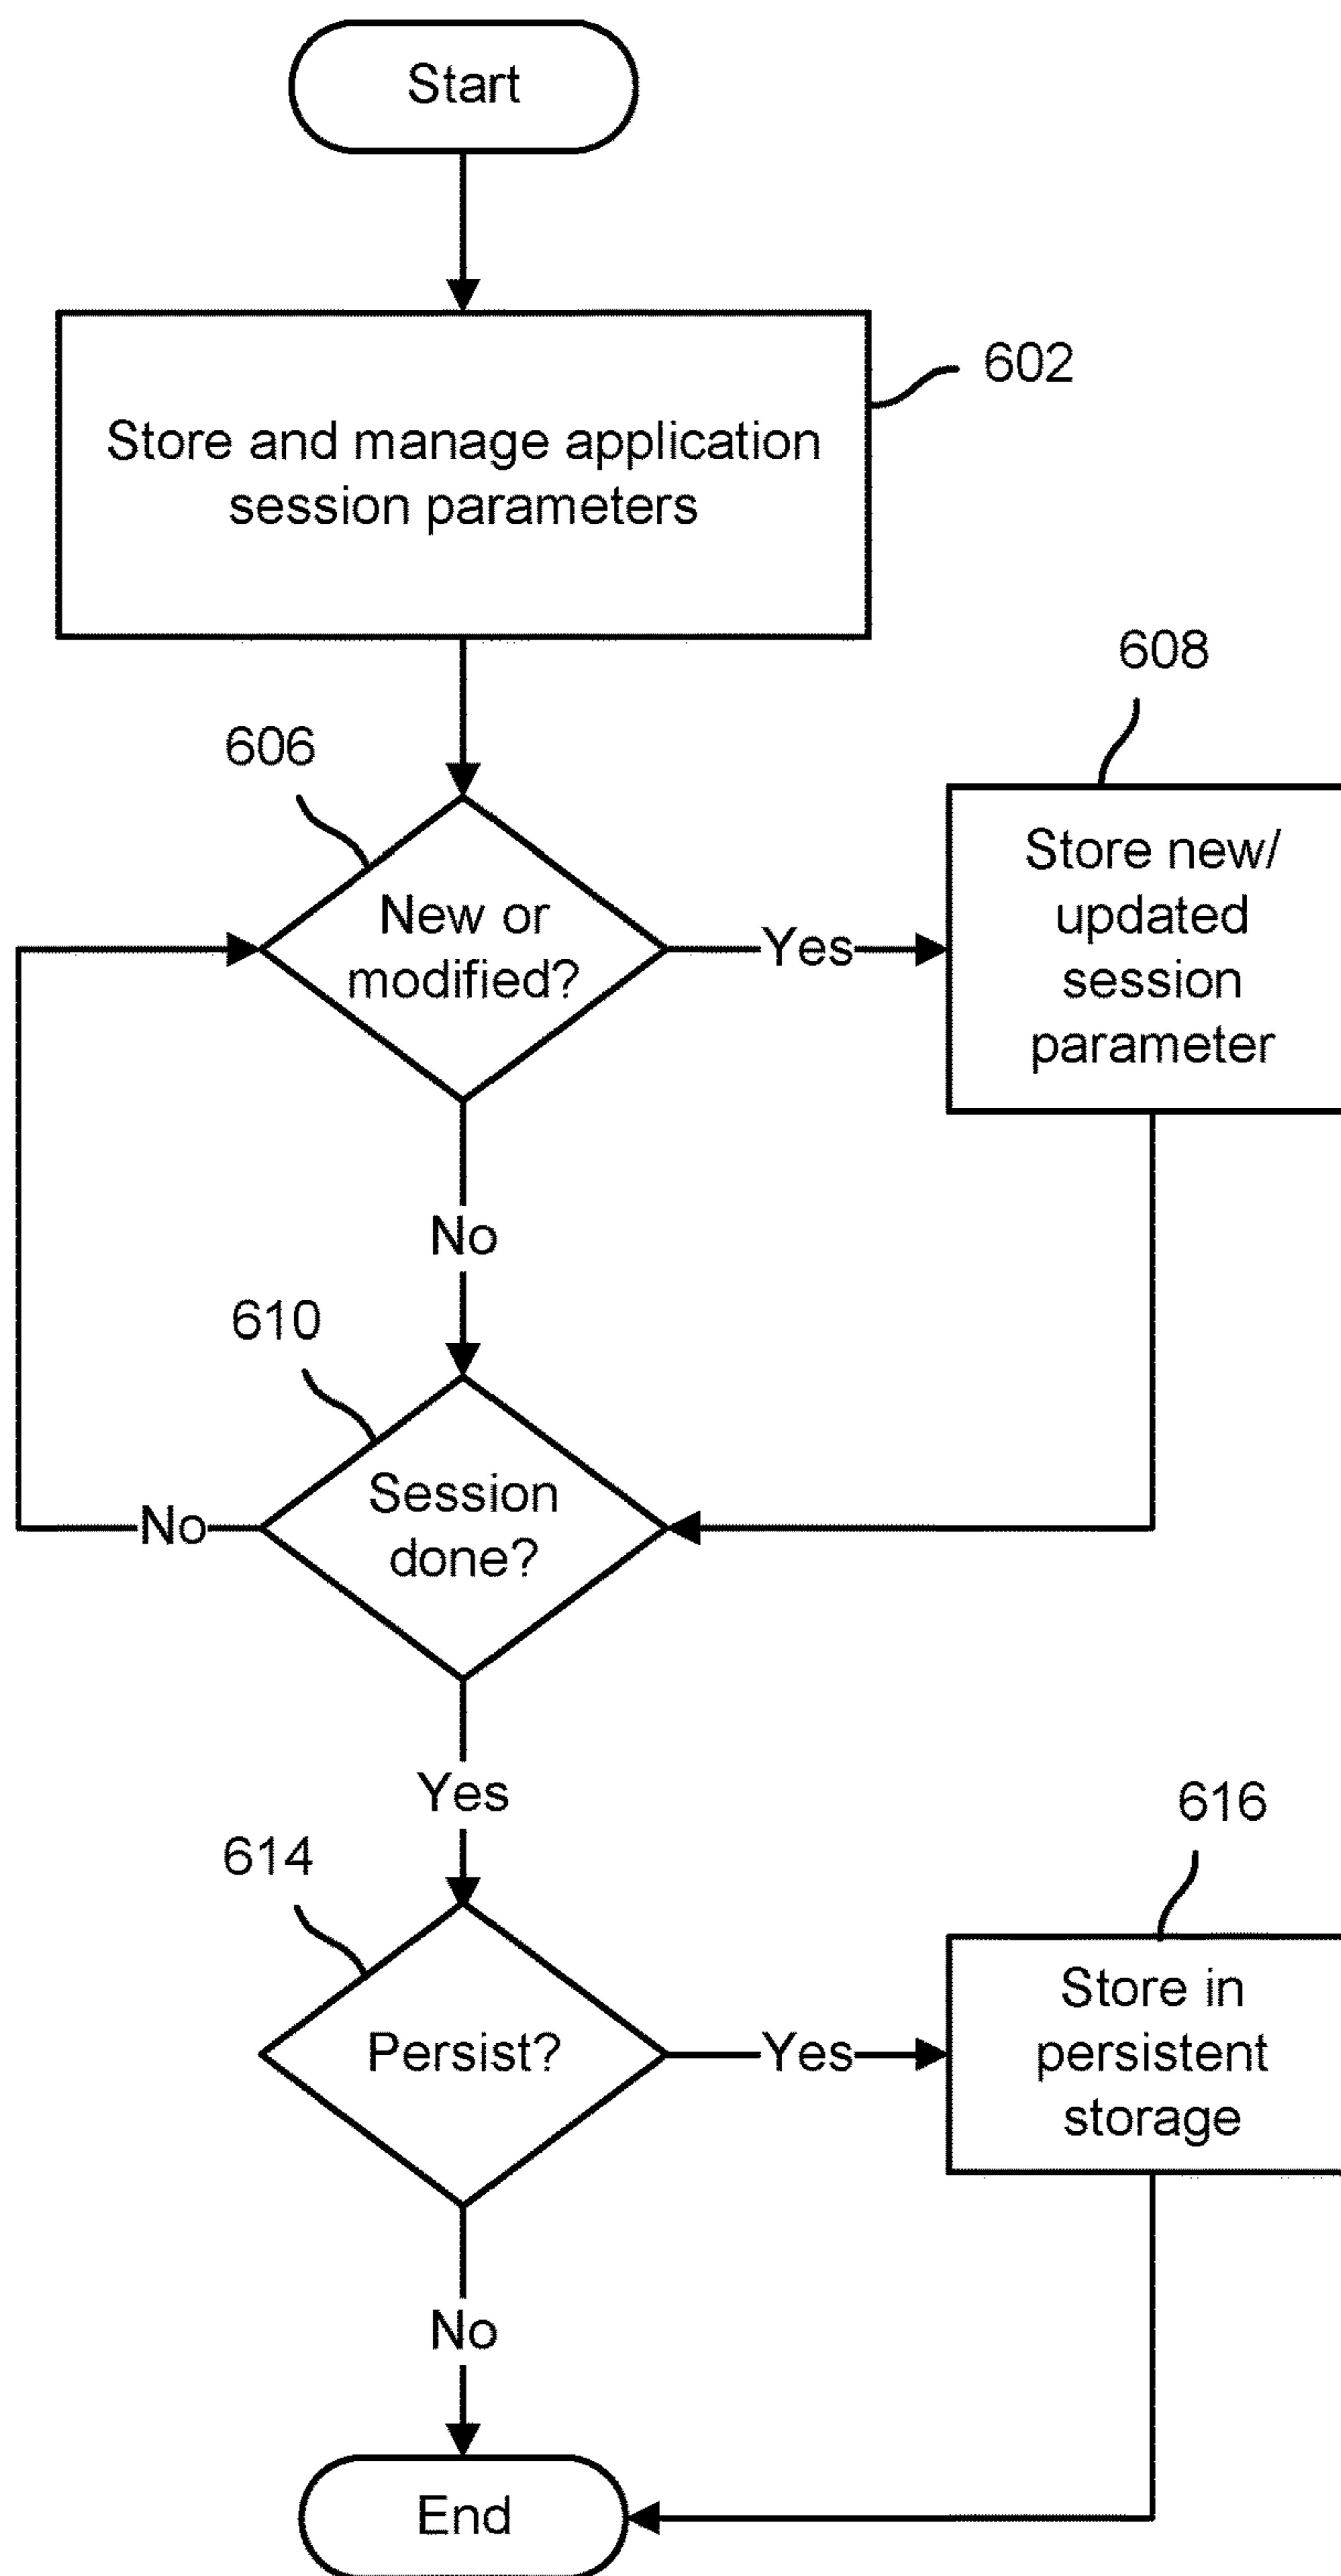 Start
602
Store and manage application
session parameters
608
606
Store new/
updated
session
parameter
New or
modified?
Yes
No
610
Session
done?
No
Yes
616
614
Store in
persistent
storage
Persist?
Yes
No
End